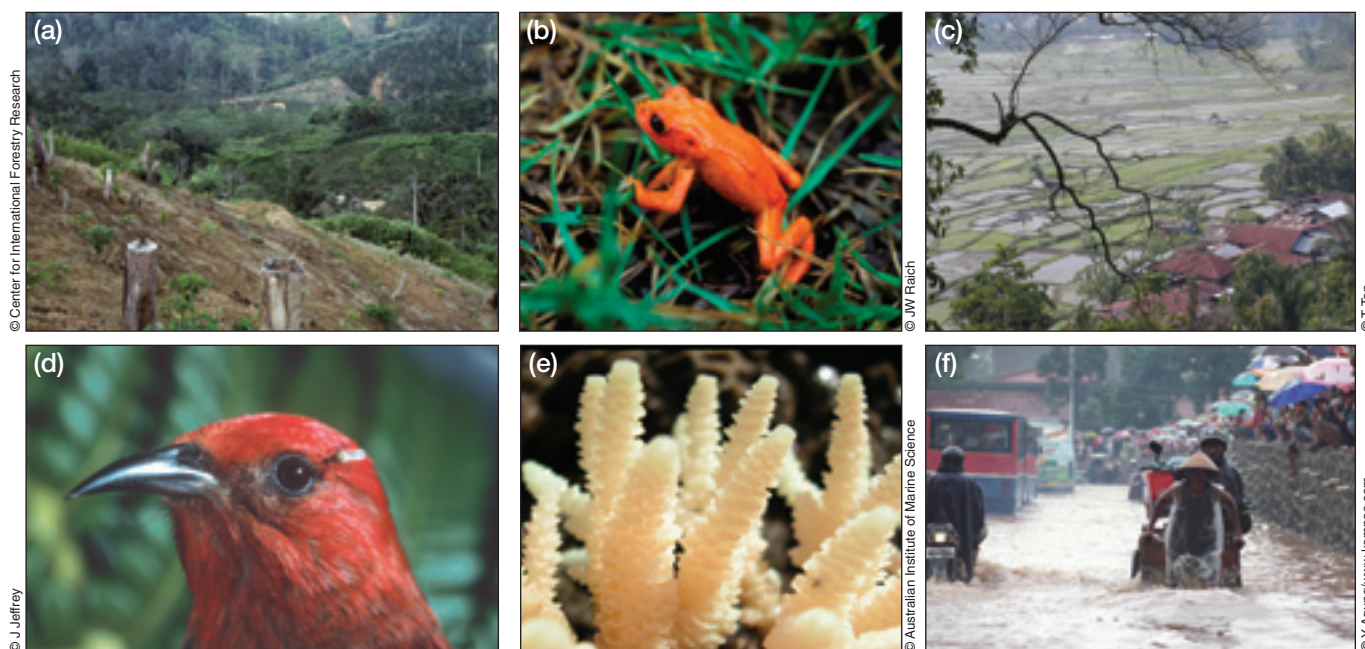 (a)
© Center for International Forestry Research
(b)
© JW Raich
(c)
(d)
© J Jeffrey
(e)
© Australian Institute of Marine Science
(f)